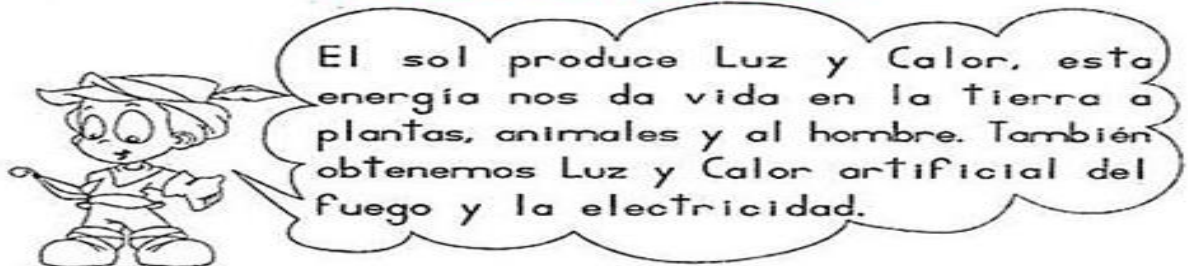 El sol produce Luz y Calor, esta
energía nos da vida en la tierra a
plantas, animales y al hombre. También
obtenemos Luz y Calor artificial del
fuego y la electricidad.